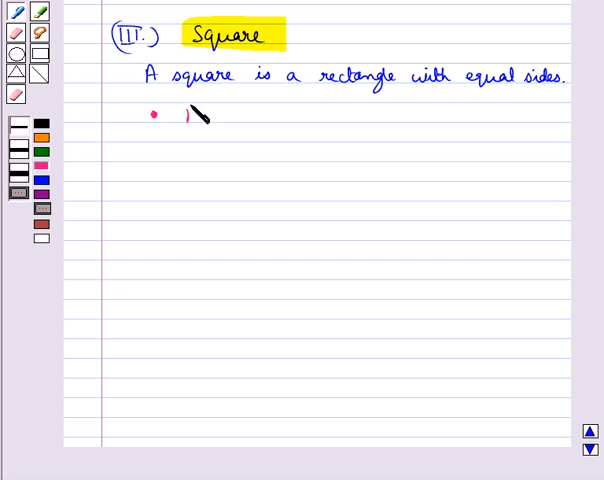 (III.) Square
A square is a rectangle with equal sides.